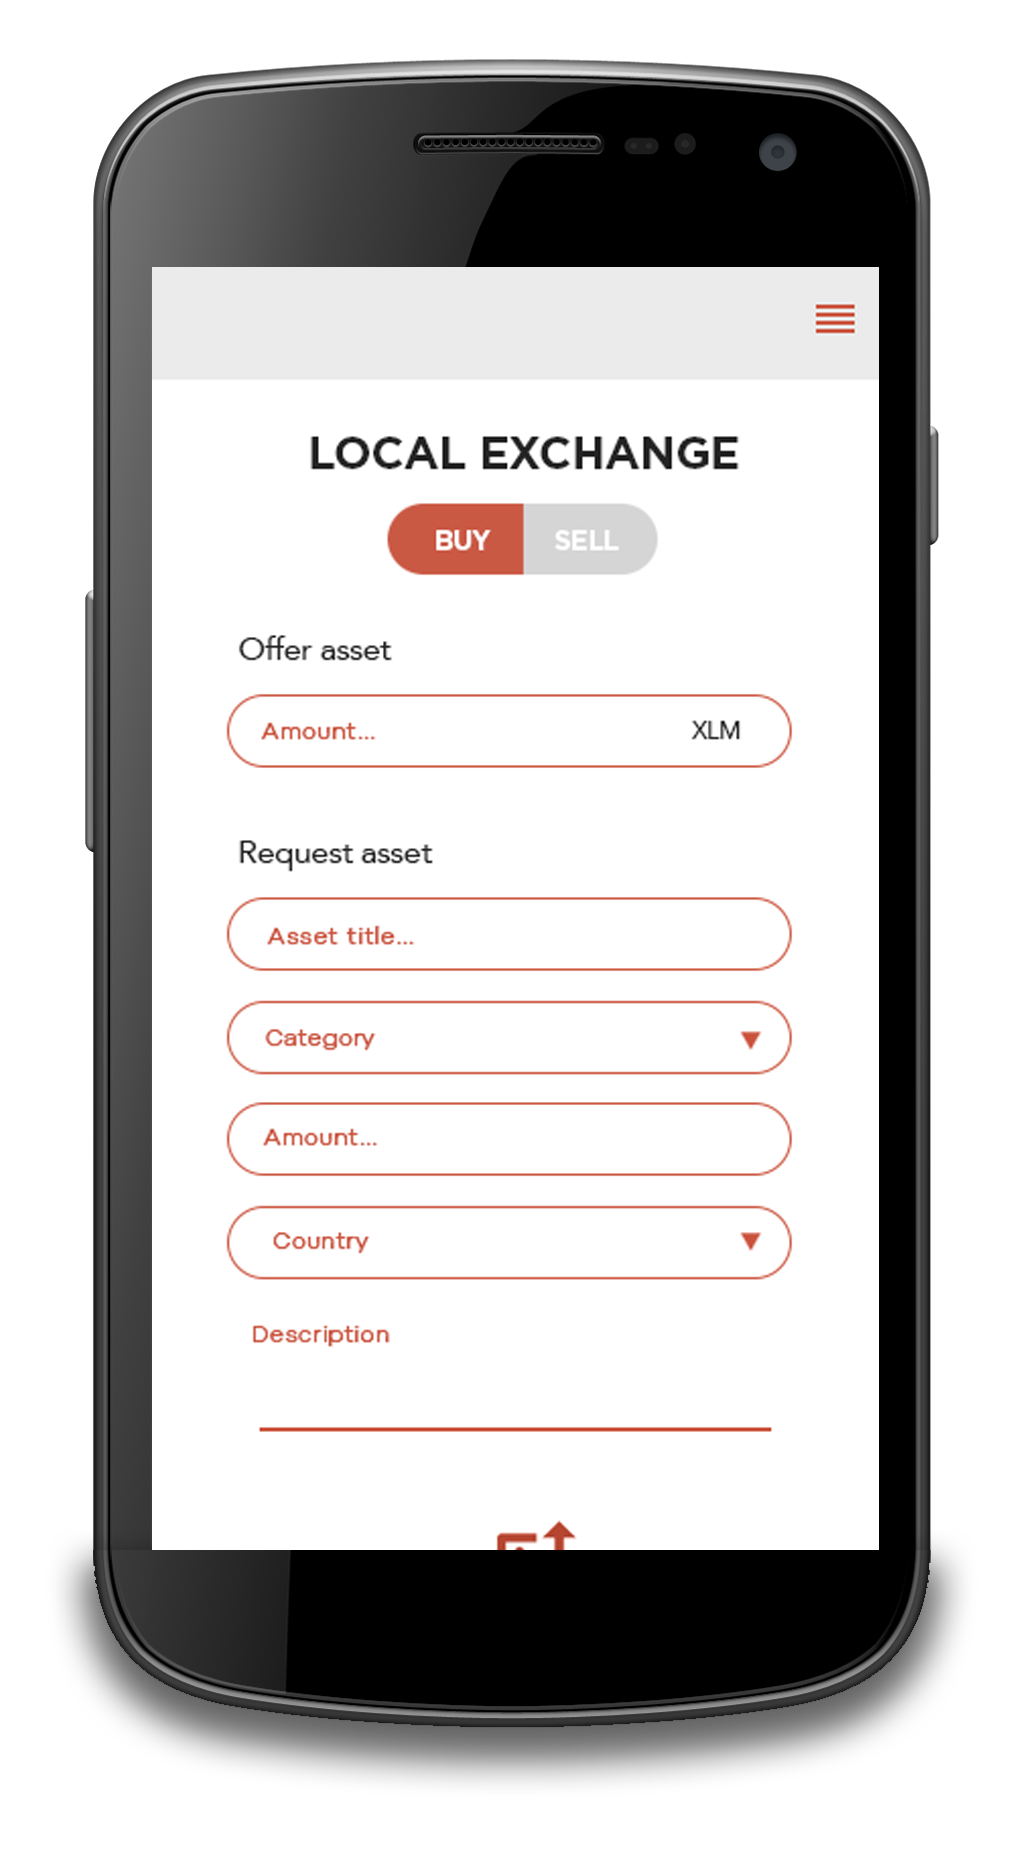 LOCAL EXCHANGE
BUY SELL
Offer asset
Amount... XLM
Request asset
Asset title...
Category
Amount...
Country
Description